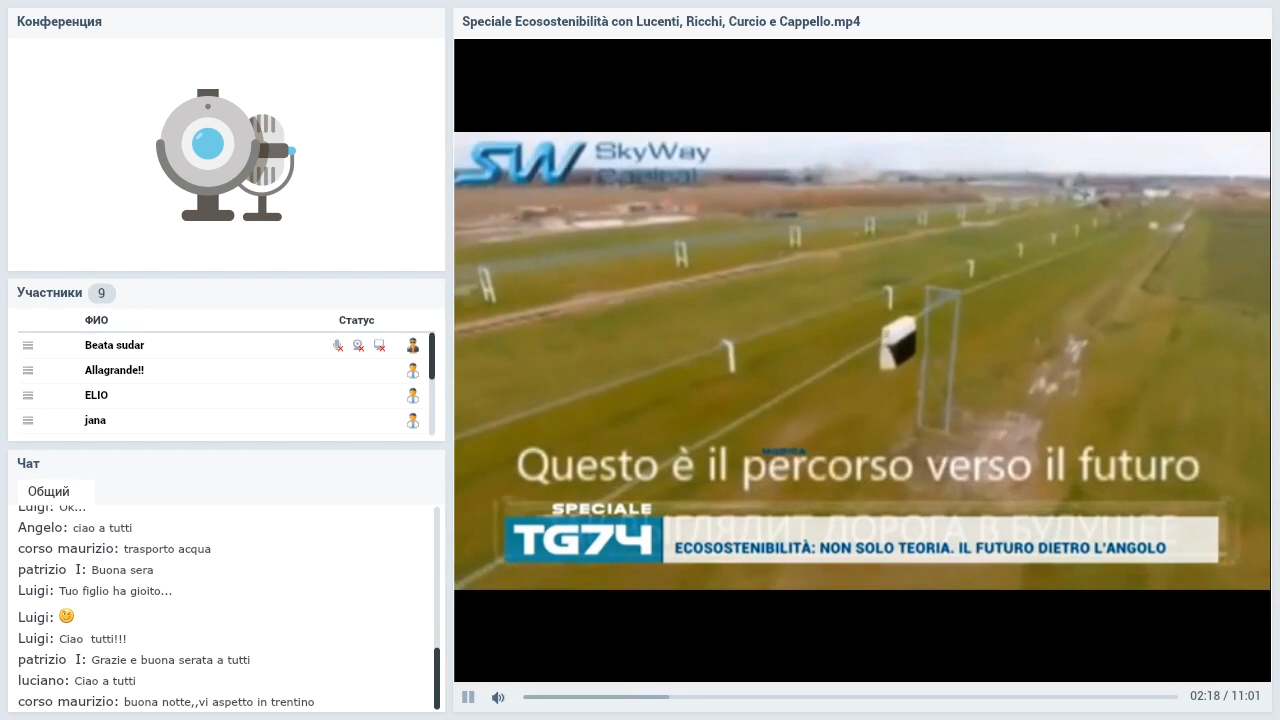 Конференция
Участники 9
ФИО Статус
Beata sudar
Allagrande!!
ELIO
jana
Чат
Общий
Luigi: Ok...
Angelo: ciao a tutti
corso maurizio: trasporto acqua
patrizio I: Buona sera
Luigi: Tuo figlio ha gioito...
Luigi:
Luigi: Ciao tutti!!!
patrizio I: Grazie e buona serata a tutti
luciano: Ciao a tutti
corso maurizio: buona notte,,vi aspetto in trentino
Speciale Ecosostenibilità con Lucenti, Ricchi, Curcio e Cappello.mp4
SW SkyWay
Capital
Questo è il percorso verso il futuro
SPECIALE
TG74
ECOSOSTENIBILITÀ: NON SOLO TEORIA. IL FUTURO DIETRO L'ANGOLO
02:18 / 11:01